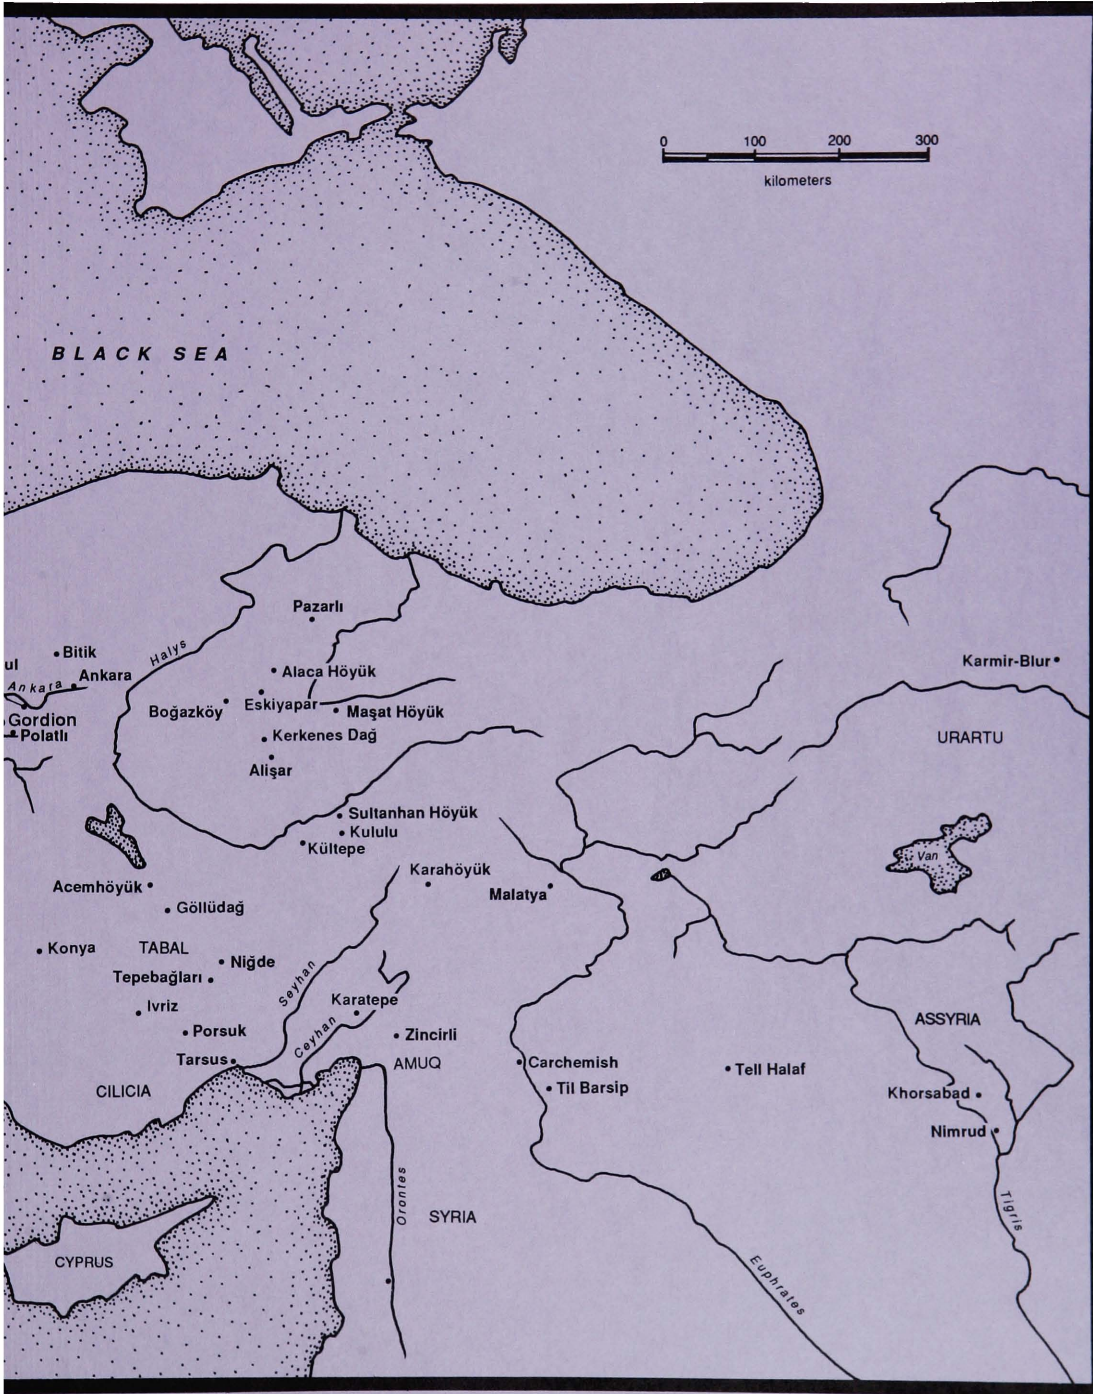 0 100 200 300
kilometers
BLACK SEA
Pazarlı
Halys
Bitik
ul
Ankara
Ankara
Alaca Höyük
Karmir-Blur
Eskiyapar
Boğazköy
Maşat Höyük
Gordion
Polatlı
Kerkenes Dağ
URARTU
Alişar
Sultanhan Höyük
Kululu
Kültepe
Van
Karahöyük
Acemhöyük
Malatya
Göllüdağ
Konya
TABAL
Niğde
Tepebağları
Seyhan
Ivriz
Karatepe
Porsuk
Ceyhan
Zincirli
ASSYRIA
Tarsus
AMUQ
Carchemish
Tell Halaf
CILICIA
Til Barsip
Khorsabad
Nimrud
Orontes
SYRIA
Tigris
CYPRUS
Euphrates